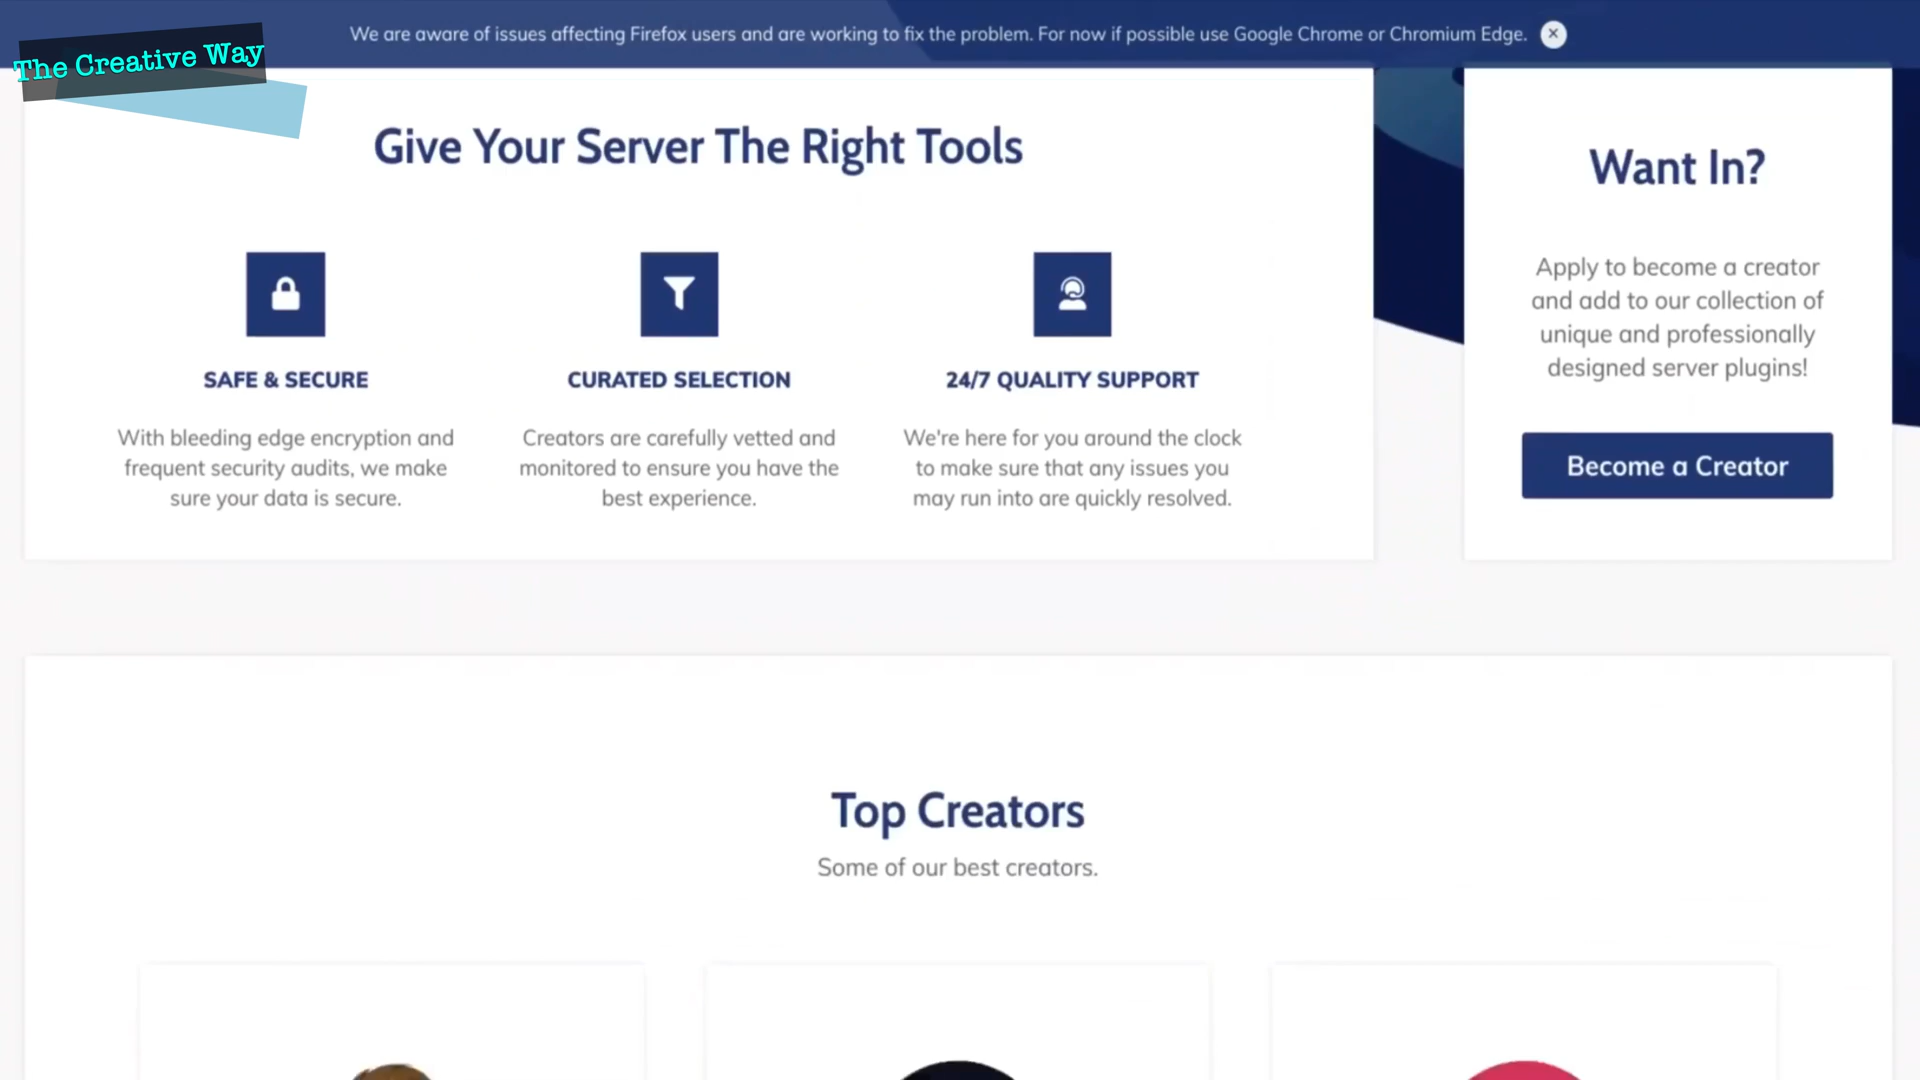 We are aware of issues affecting Firefox users and are working to fix the problem. For now if possible use Google Chrome or Chromium Edge.
The Creative Way
Give Your Server The Right Tools
SAFE & SECURE
With bleeding edge encryption and
frequent security audits, we make
sure your data is secure.
CURATED SELECTION
Creators are carefully vetted and
monitored to ensure you have the
best experience.
24/7 QUALITY SUPPORT
We're here for you around the clock
to make sure that any issues you
may run into are quickly resolved.
Want In?
Apply to become a creator
and add to our collection of
unique and professionally
designed server plugins!
Become a Creator
Top Creators
Some of our best creators.